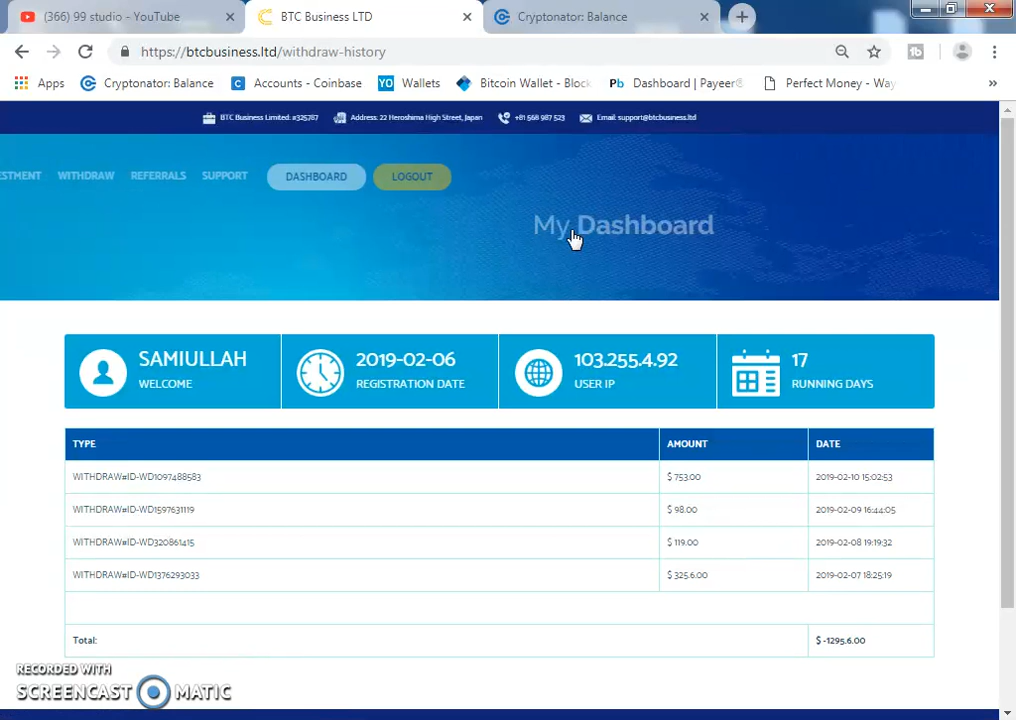 (366) 99 studio - YouTube
BTC Business LTD
Cryptonator: Balance
https://btcbusiness.ltd/withdraw-history
Apps
Cryptonator: Balance
Accounts - Coinbase
YO Wallets
Bitcoin Wallet - Block
Pb Dashboard | Payeer®
Perfect Money - Way
BTC Business Limited: #325787
Address: 22 Heroshima High Street, Japan
+81 568 987 523
Email: support@btcbusiness.ltd
STMENT
WITHDRAW
REFERRALS
SUPPORT
DASHBOARD
LOGOUT
My Dashboard
SAMIULLAH
WELCOME
2019-02-06
REGISTRATION DATE
103.255.4.92
USER IP
17
RUNNING DAYS
TYPE AMOUNT DATE
WITHDRAW#ID-WD1097488583 $ 753.00 2019-02-10 15:02:53
WITHDRAW#ID-WD1597631119 $ 98.00 2019-02-09 16:44:05
WITHDRAW#ID-WD320861415 $ 119.00 2019-02-08 19:19:32
WITHDRAW#ID-WD1376293033 $ 325.6.00 2019-02-07 18:25:19
Total: $ -1295.6.00
RECORDED WITH
SCREENCAST MATIC